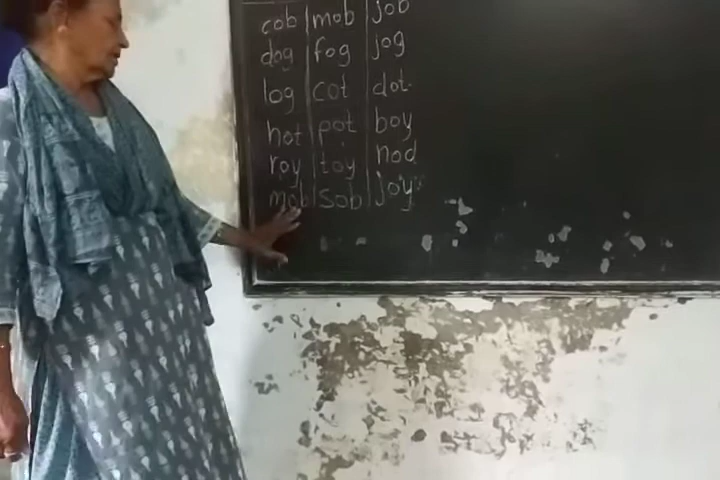 cob mob job
dog fog jog
log cot dot
hot pot boy
roy toy nod
mob sob joy